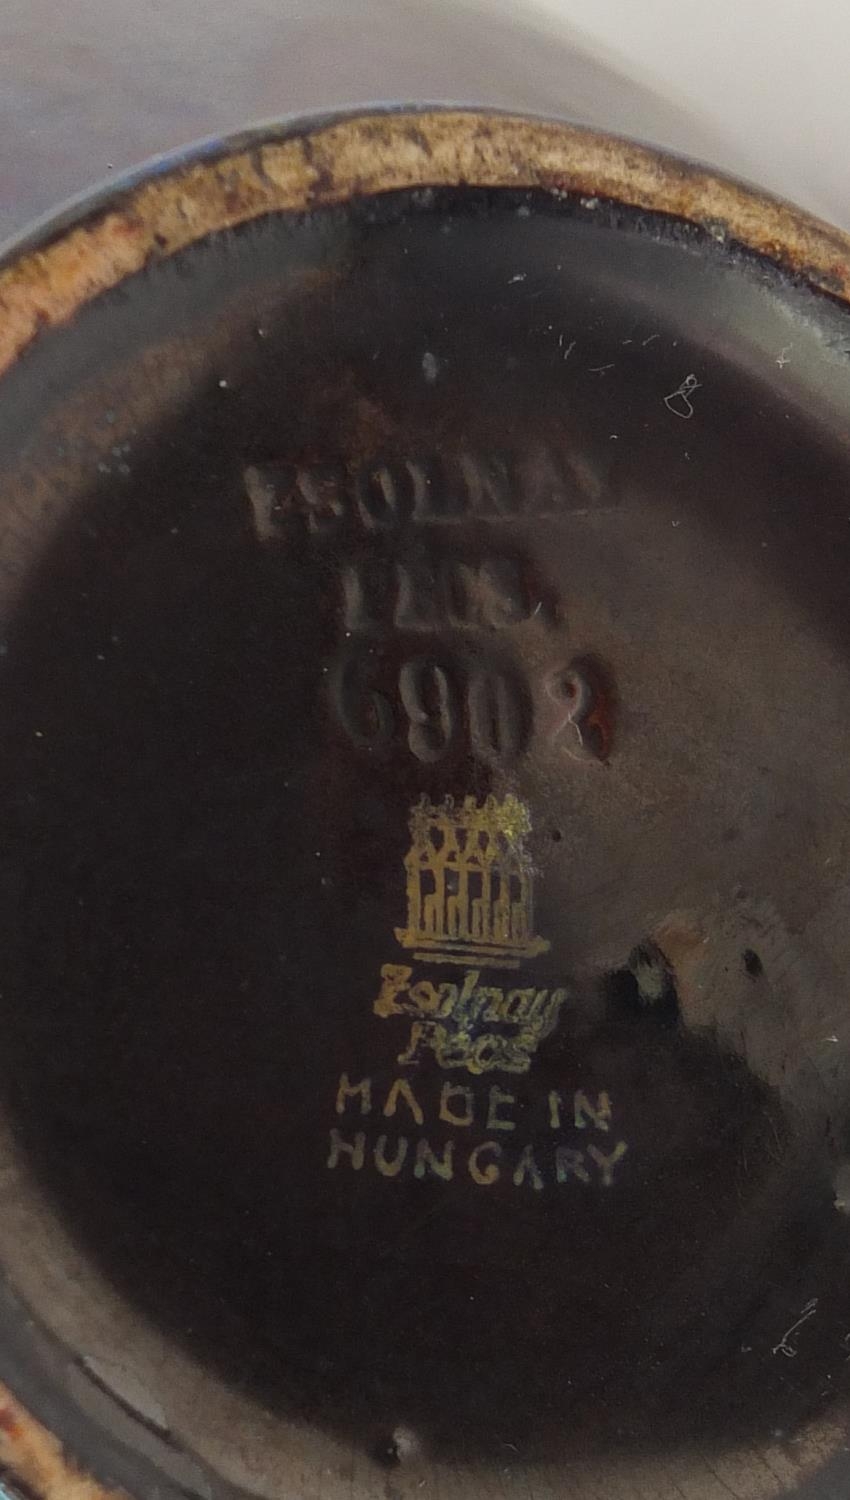 ZSOLNAY
PÉCS.
6902
Zsolnay
Pécs
MADE IN
HUNGARY